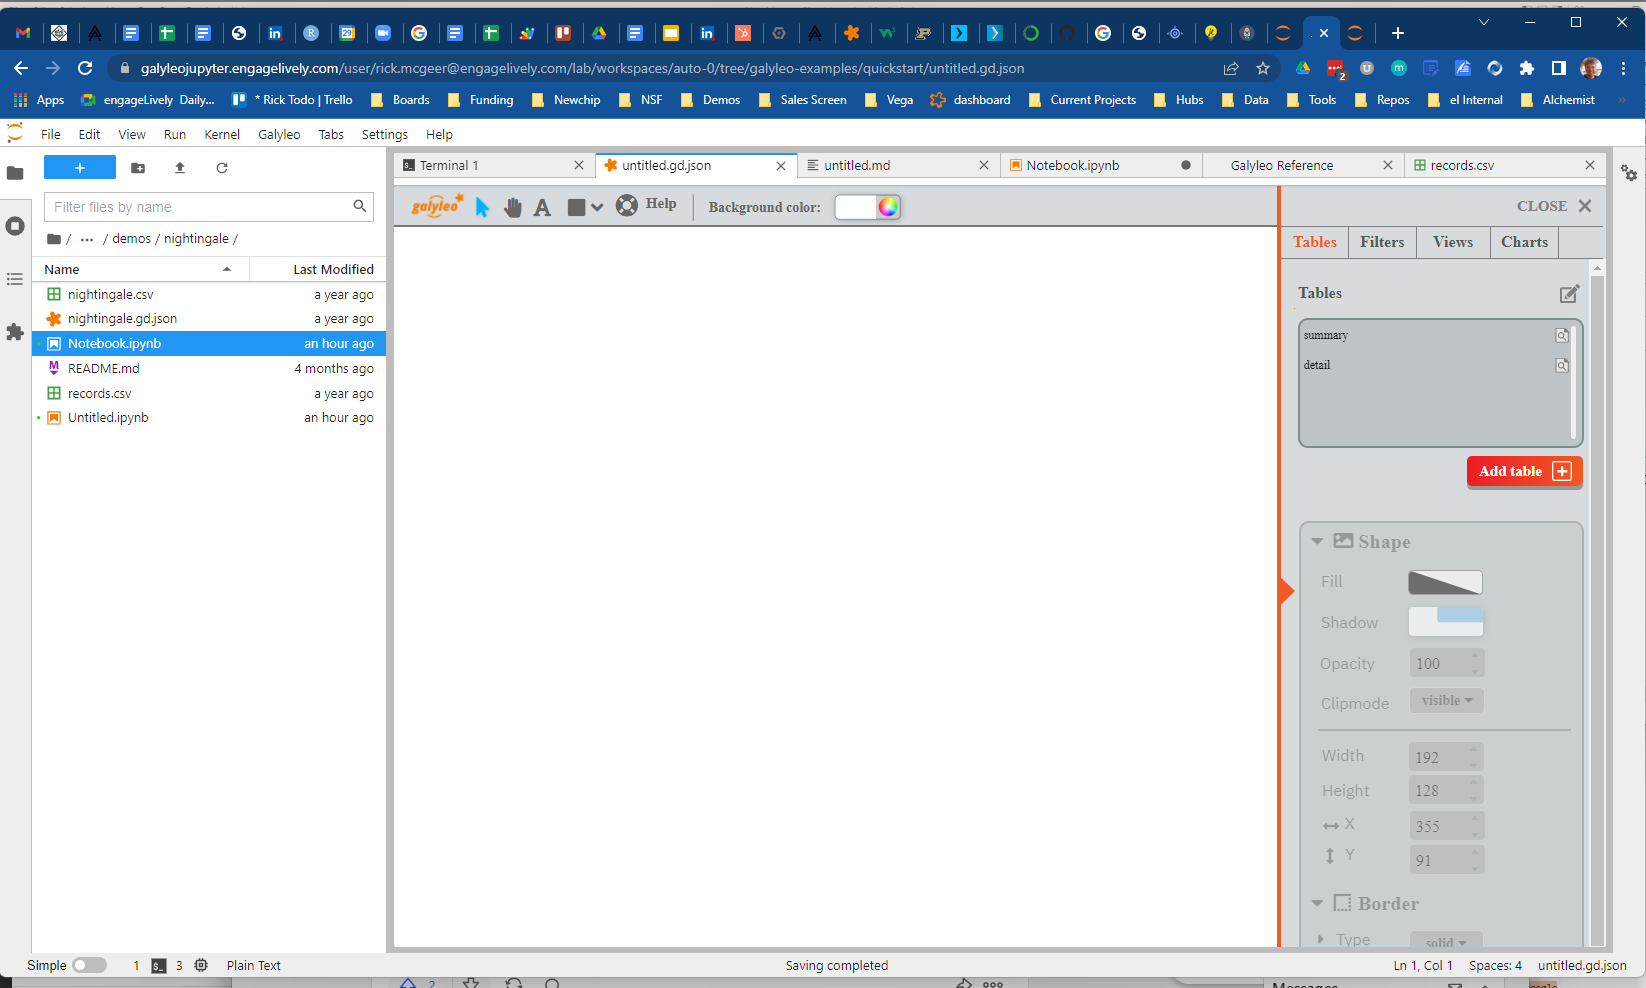 galyleojupyter.engagelively.com/user/rick.mcgeer@engagelively.com/lab/workspaces/auto-0/tree/galyleo-examples/quickstart/untitled.gd.json
Apps engageLively Daily... * Rick Todo | Trello Boards Funding Newchip NSF Demos Sales Screen Vega dashboard Current Projects Hubs Data Tools Repos el Internal Alchemist »
File Edit View Run Kernel Galyleo Tabs Settings Help
Terminal 1 untitled.gd.json untitled.md Notebook.ipynb Galyleo Reference records.csv
Filter files by name
/ ··· / demos / nightingale /
Name Last Modified
nightingale.csv a year ago
nightingale.gd.json a year ago
Notebook.ipynb an hour ago
README.md 4 months ago
records.csv a year ago
Untitled.ipynb an hour ago
galyleo A Help Background color:
CLOSE
Tables Filters Views Charts
Tables
summary
detail
Add table
Shape
Fill
Shadow
Opacity 100
Clipmode visible
Width 192
Height 128
X 355
Y 91
Border
Type solid
Simple 1 3 Plain Text Saving completed Ln 1, Col 1 Spaces: 4 untitled.gd.json
2 Messages